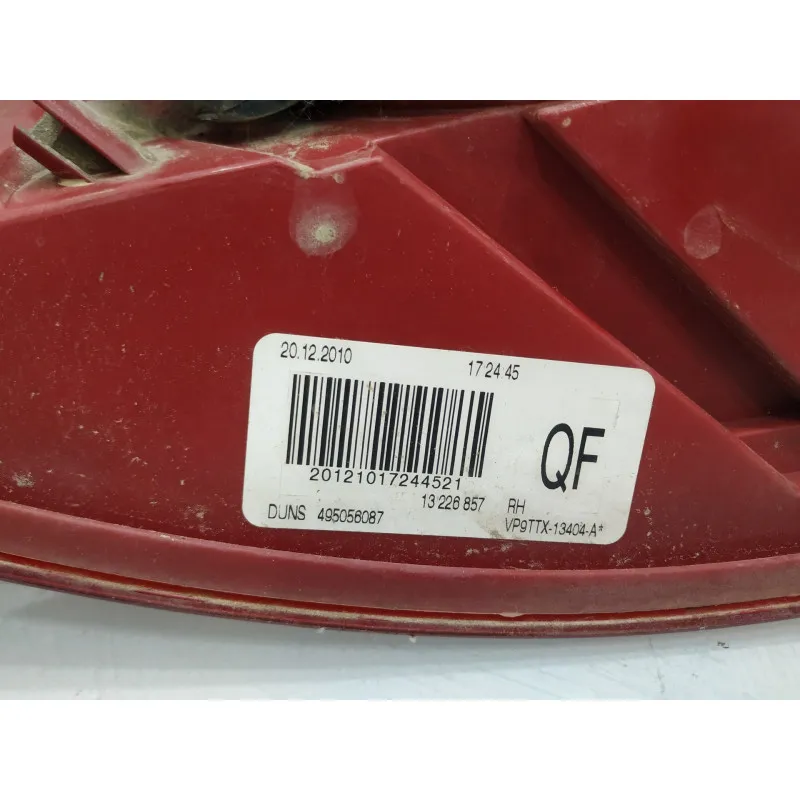 20.12.2010 17 24 45
20121017244521
QF
13 226 857 RH
DUNS 495056087 VP9TTX-13404-A*